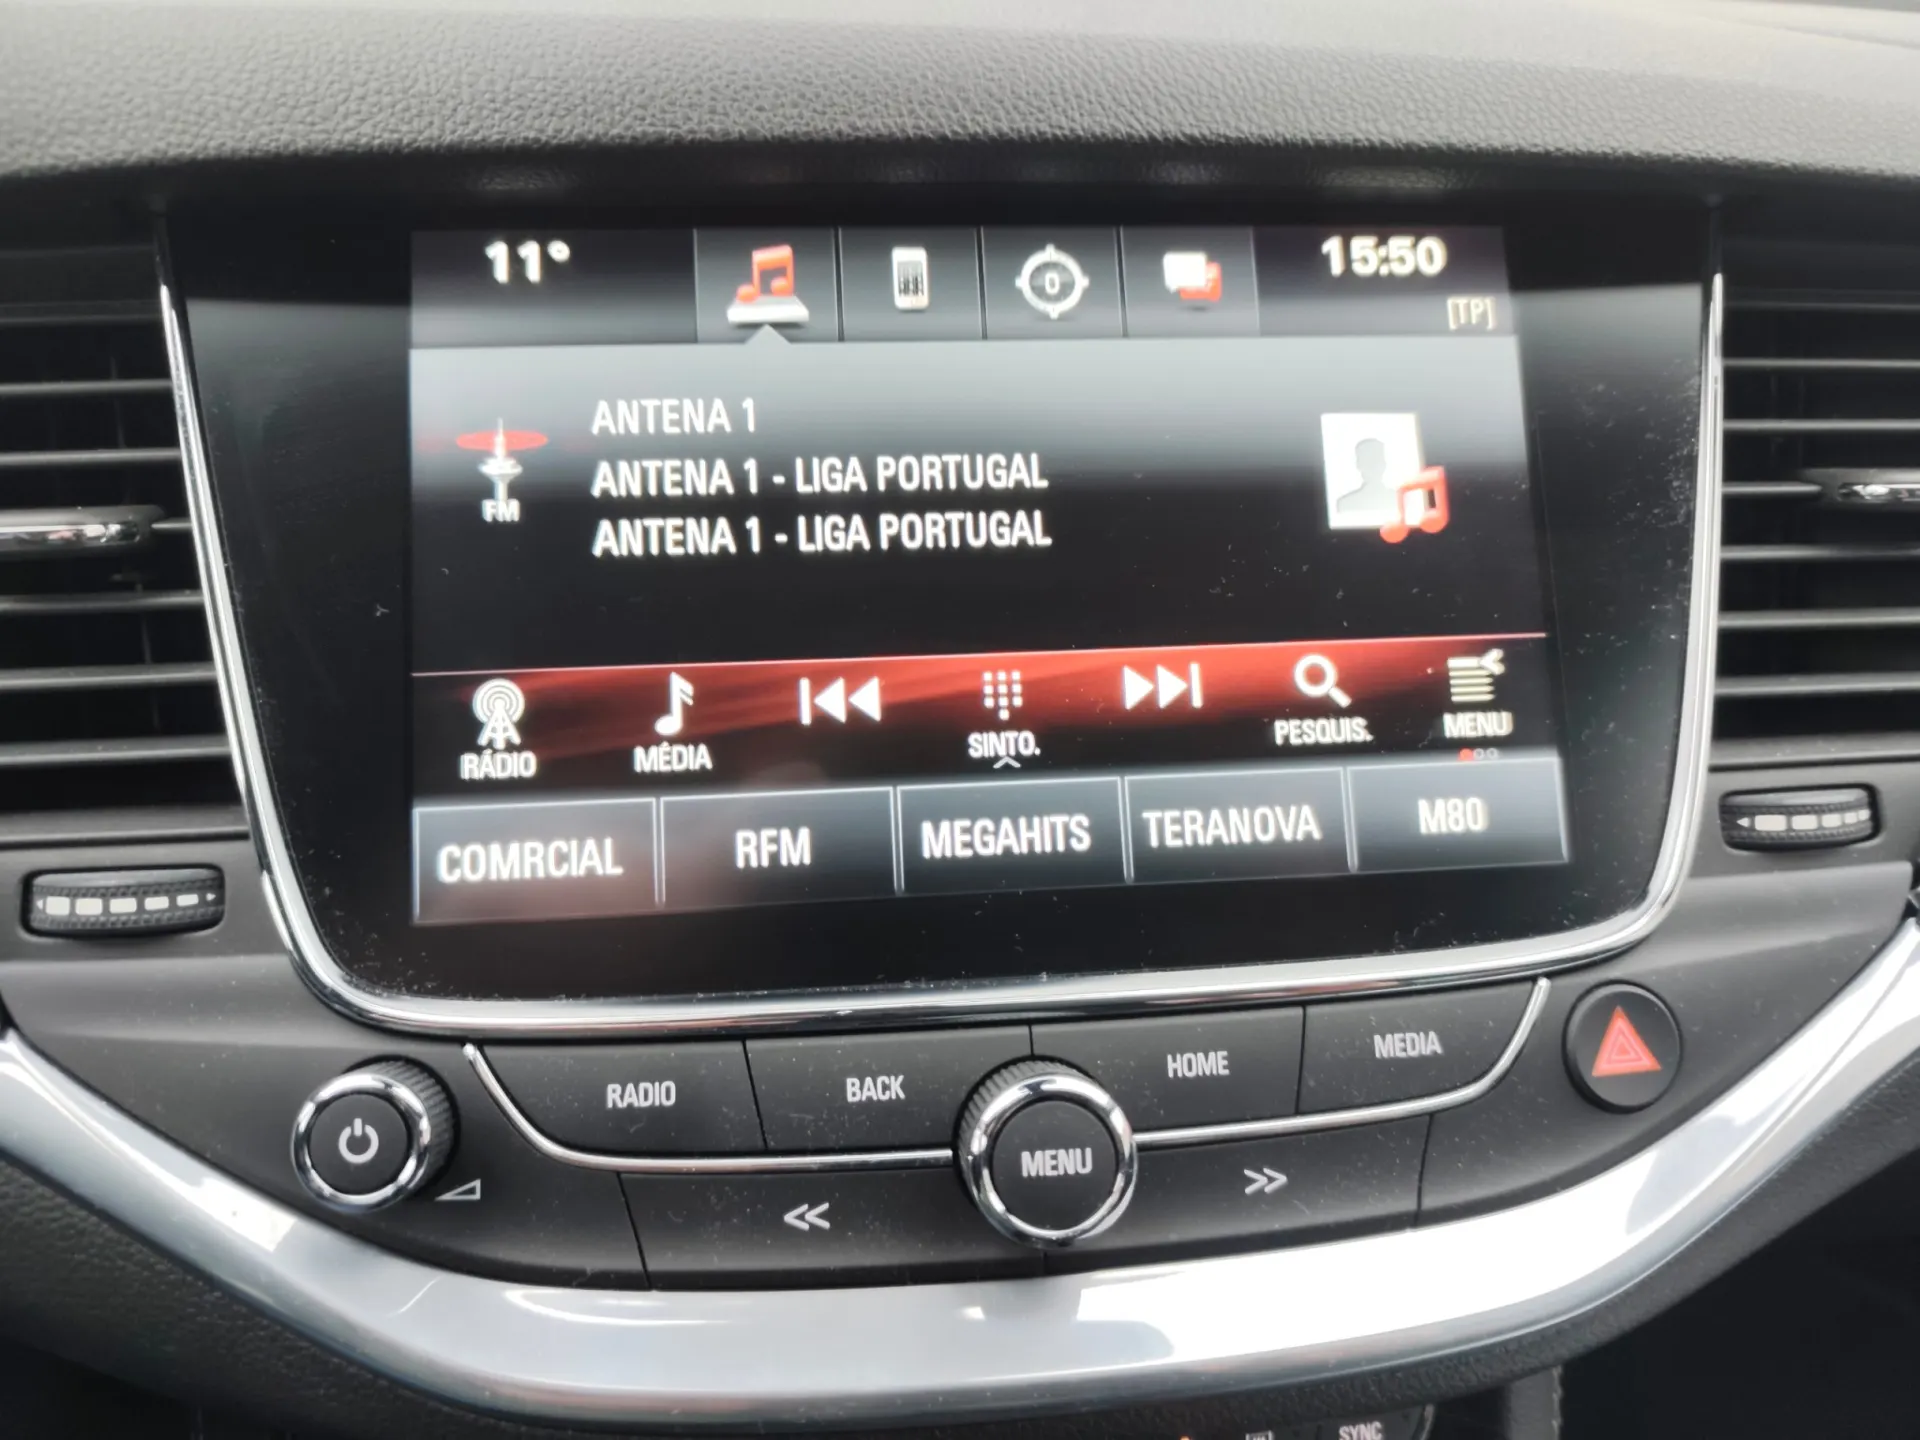 11°
15:50
[TP]
ANTENA 1
ANTENA 1 - LIGA PORTUGAL
ANTENA 1 - LIGA PORTUGAL
FM
RÁDIO
MÉDIA
SINTO.
PESQUIS.
MENU
COMRCIAL
RFM
MEGAHITS
TERANOVA
M80
RADIO
BACK
MENU
HOME
MEDIA
SYNC